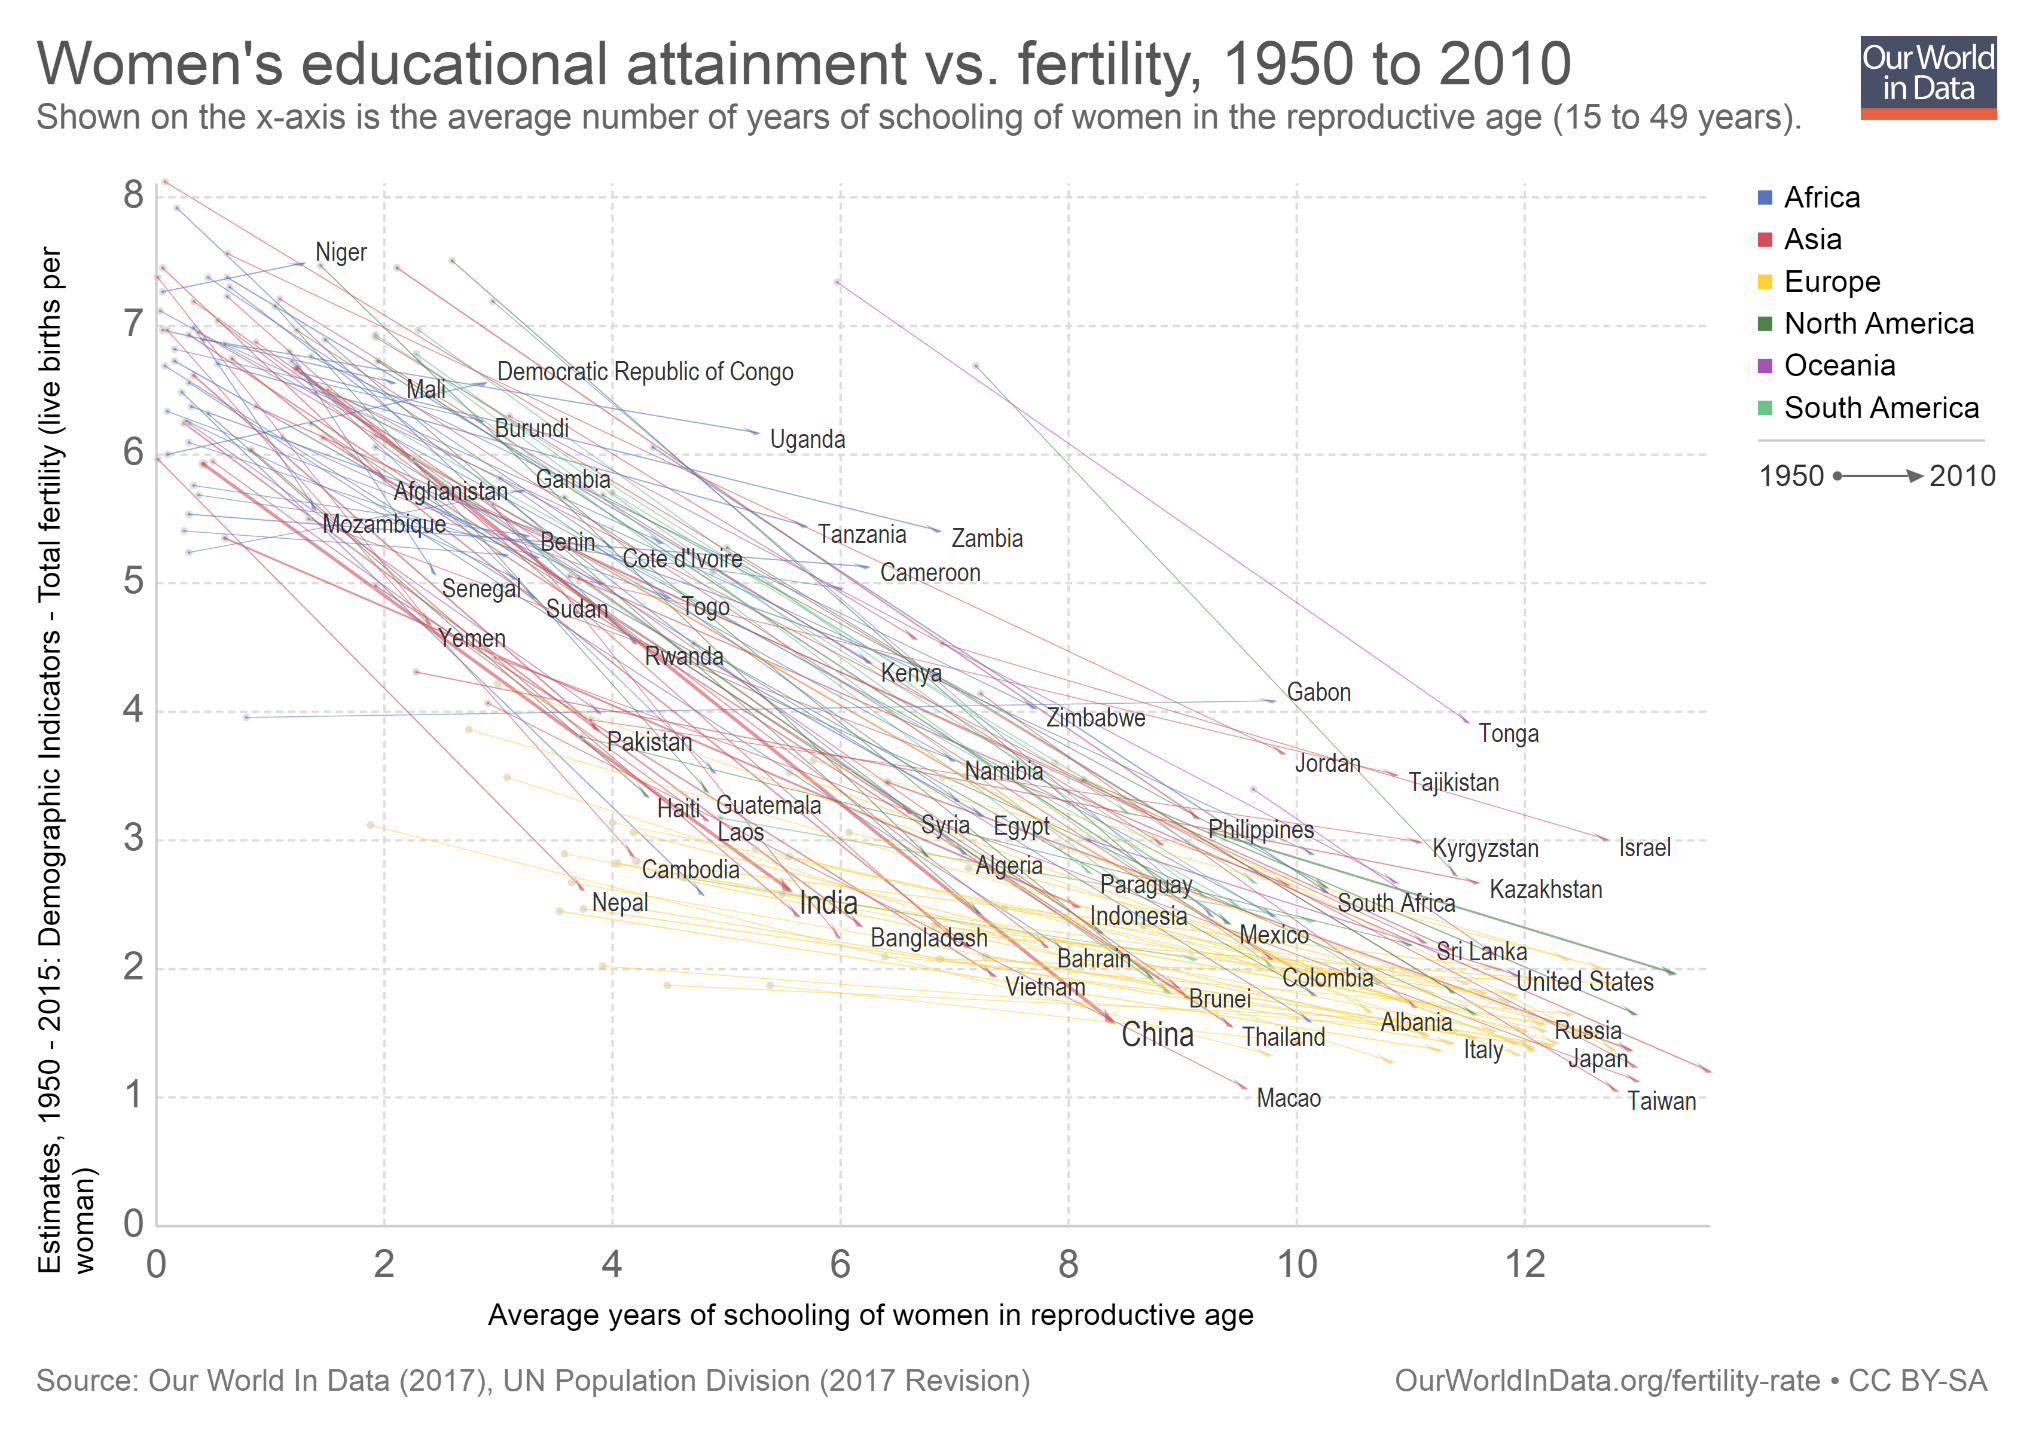 Women's educational attainment vs. fertility, 1950 to 2010
Shown on the x-axis is the average number of years of schooling of women in the reproductive age (15 to 49 years).
Our World
in Data
Estimates, 1950 - 2015: Demographic Indicators - Total fertility (live births per
woman)
8
7
6
5
4
3
2
1
0
0
2
4
6
8
10
12
Average years of schooling of women in reproductive age
Africa
Asia
Europe
North America
Oceania
South America
1950
2010
Niger
Democratic Republic of Congo
Mali
Burundi
Uganda
Gambia
Afghanistan
Mozambique
Tanzania
Zambia
Benin
Cote d'Ivoire
Cameroon
Senegal
Sudan
Togo
Yemen
Rwanda
Kenya
Gabon
Zimbabwe
Tonga
Pakistan
Jordan
Namibia
Tajikistan
Haiti
Guatemala
Laos
Syria
Egypt
Philippines
Kyrgyzstan
Israel
Cambodia
Algeria
Paraguay
Kazakhstan
Nepal
India
Indonesia
South Africa
Bangladesh
Mexico
Bahrain
Sri Lanka
Vietnam
Colombia
United States
Brunei
China
Thailand
Albania
Russia
Italy
Japan
Macao
Taiwan
Source: Our World In Data (2017), UN Population Division (2017 Revision)
OurWorldInData.org/fertility-rate • CC BY-SA